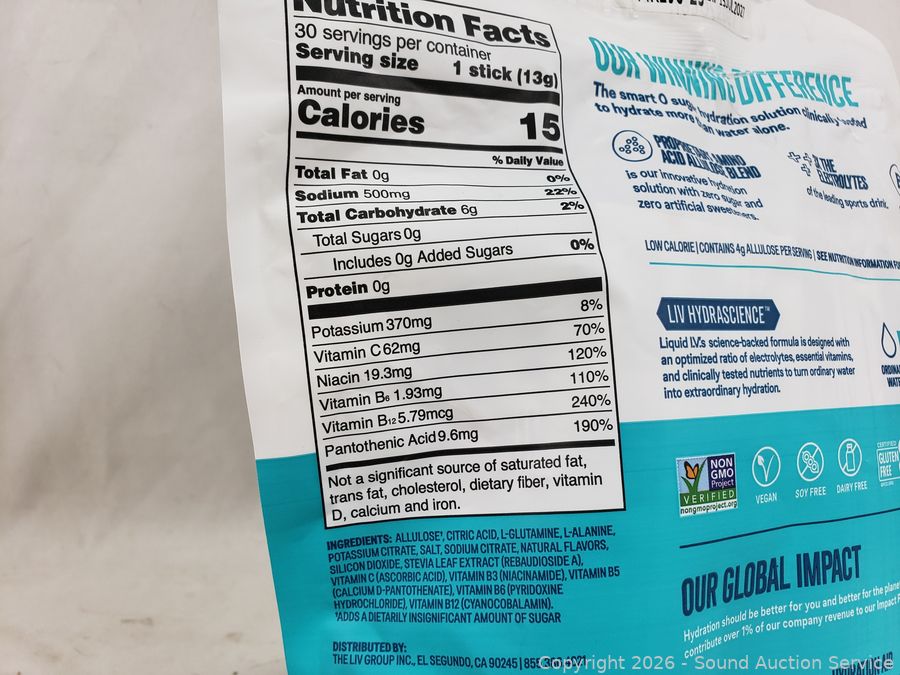 Nutrition Facts
30 servings per container
Serving size 1 stick (13g)
Amount per serving
Calories 15
% Daily Value
Total Fat 0g 0%
Sodium 500mg 22%
Total Carbohydrate 6g 2%
Total Sugars 0g
Includes 0g Added Sugars 0%
Protein 0g
Potassium 370mg 8%
Vitamin C 62mg 70%
Niacin 19.3mg 120%
Vitamin B6 1.93mg 110%
Vitamin B12 5.79mcg 240%
Pantothenic Acid 9.6mg 190%
Not a significant source of saturated fat,
trans fat, cholesterol, dietary fiber, vitamin
D, calcium and iron.
INGREDIENTS: ALLULOSE†, CITRIC ACID, L-GLUTAMINE, L-ALANINE,
POTASSIUM CITRATE, SALT, SODIUM CITRATE, NATURAL FLAVORS,
SILICON DIOXIDE, STEVIA LEAF EXTRACT (REBAUDIOSIDE A),
VITAMIN C (ASCORBIC ACID), VITAMIN B3 (NIACINAMIDE), VITAMIN B5
(CALCIUM D-PANTOTHENATE), VITAMIN B6 (PYRIDOXINE
HYDROCHLORIDE), VITAMIN B12 (CYANOCOBALAMIN).
†ADDS A DIETARILY INSIGNIFICANT AMOUNT OF SUGAR
DISTRIBUTED BY:
THE LIV GROUP INC., EL SEGUNDO, CA 90245 | 855
OUR WINNING DIFFERENCE
The smart 0 sugar hydration solution clinically
to hydrate more than water alone.
PROPRIETARY AMINO
ACID ALLULOSE BLEND
is our innovative hydration
solution with zero sugar and
zero artificial sweeteners.
THE
ELECTROLYTES
of the leading sports drink.
LOW CALORIE | CONTAINS 4g ALLULOSE PER SERVING | SEE NUTRITION INFORMATION
LIV HYDRASCIENCE™
Liquid I.V.'s science-backed formula is designed with
an optimized ratio of electrolytes, essential vitamins,
and clinically tested nutrients to turn ordinary water
into extraordinary hydration.
NON
GMO
Project
VERIFIED
nongmoproject.org
VEGAN
SOY FREE
DAIRY FREE
CERTIFIED
GLUTEN
FREE
OUR GLOBAL IMPACT
Hydration should be better for you and better for the
contribute over 1% of our company revenue to our Impact
Copyright 2026 - Sound Auction Service